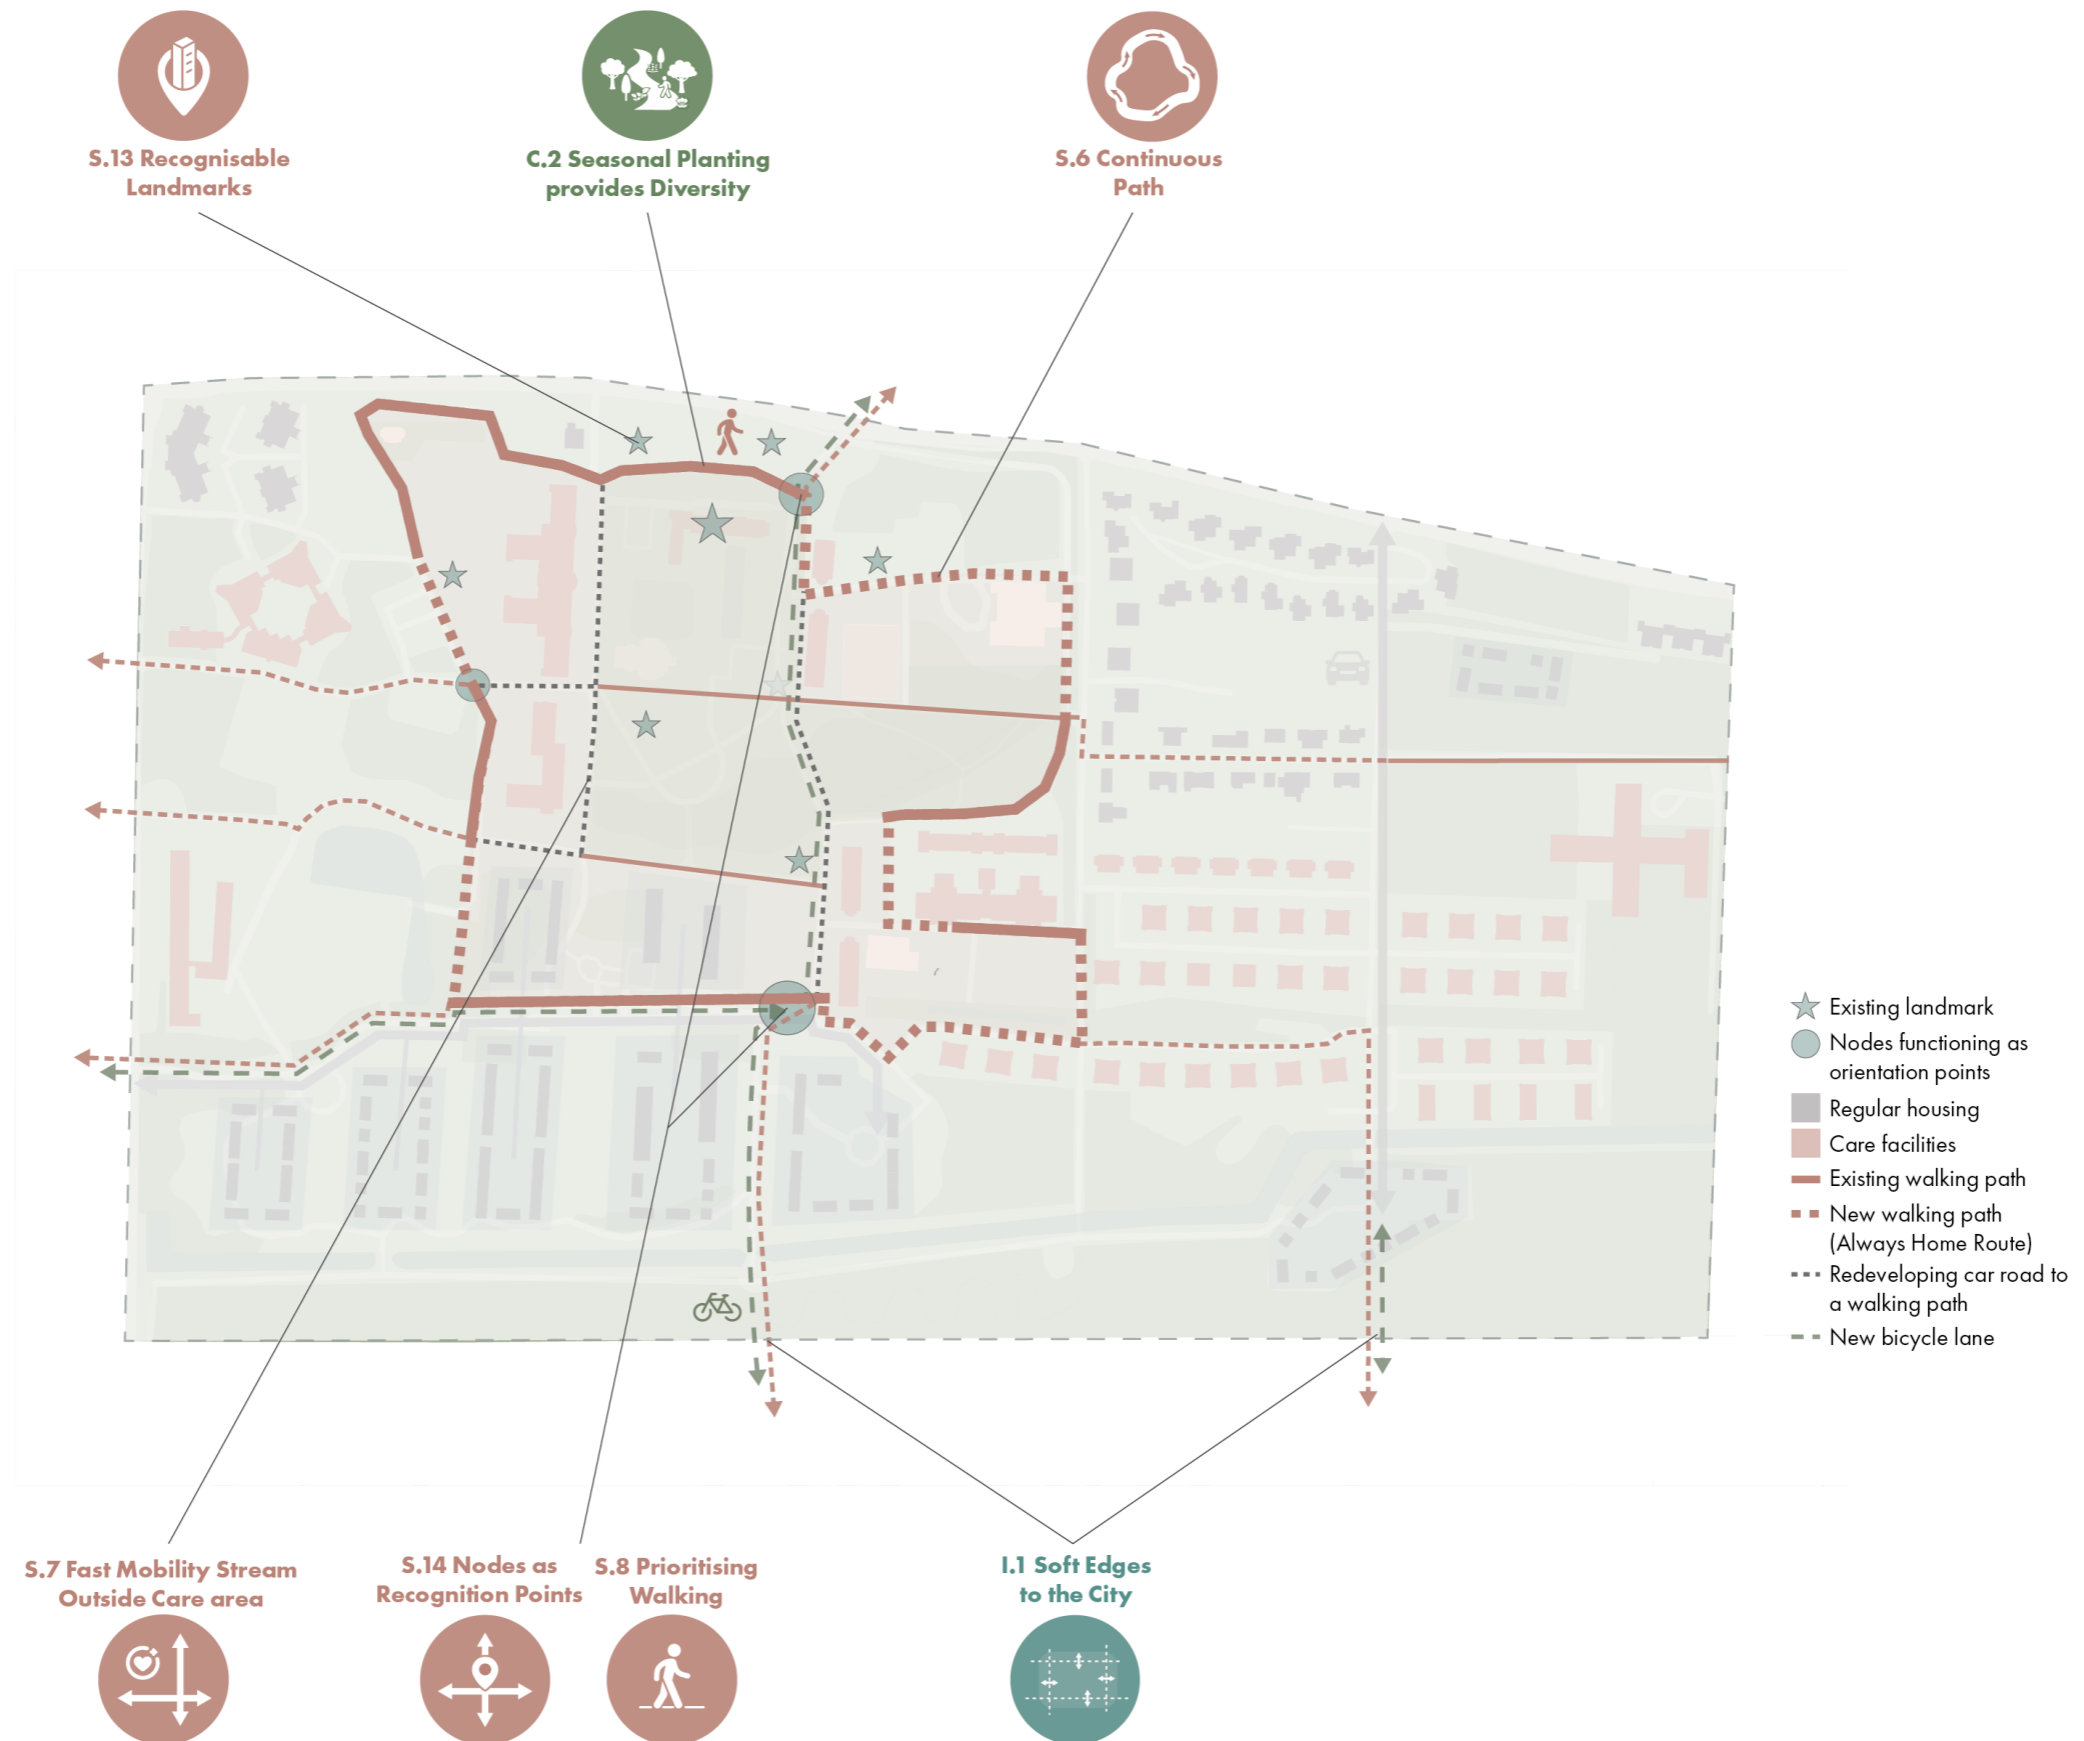 S.13 Recognisable
Landmarks
C.2 Seasonal Planting
provides Diversity
S.6 Continuous
Path
Existing landmark
Nodes functioning as
orientation points
Regular housing
Care facilities
Existing walking path
New walking path
(Always Home Route)
Redeveloping car road to
a walking path
New bicycle lane
S.7 Fast Mobility Stream
Outside Care area
S.14 Nodes as
Recognition Points
S.8 Prioritising
Walking
I.1 Soft Edges
to the City